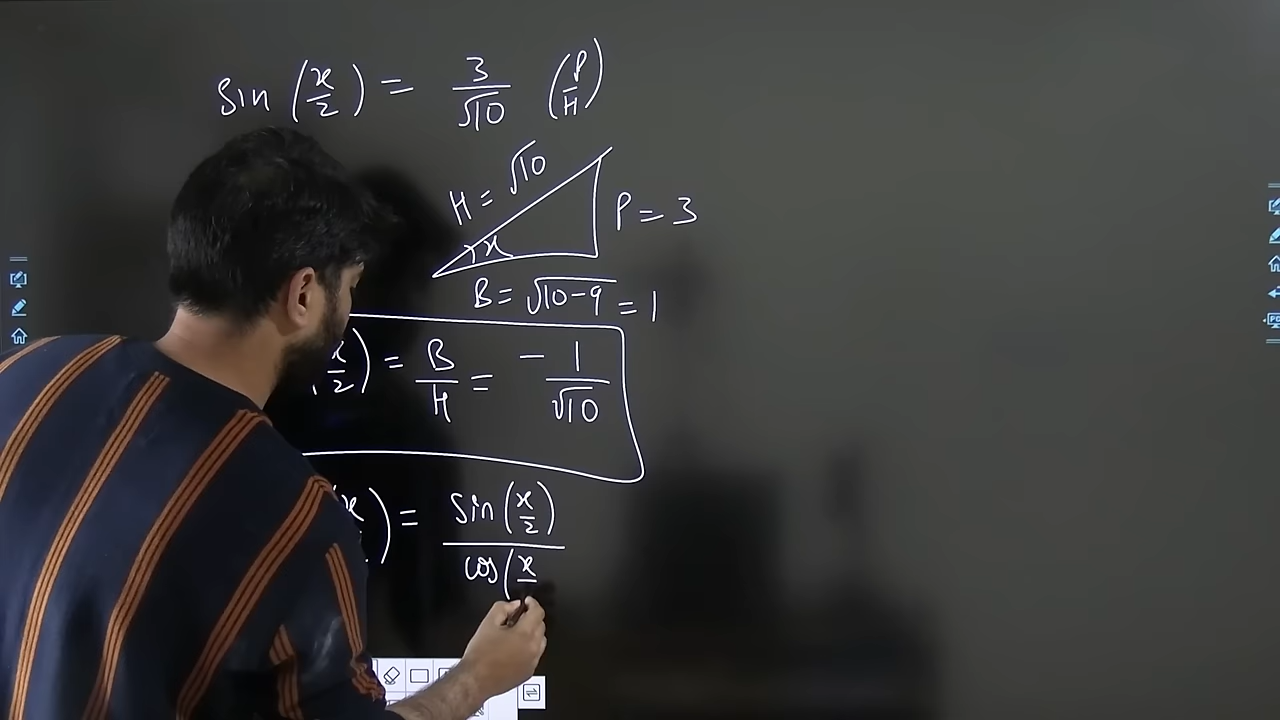 sin (x/2) = 3/√10 (P/H)
H = √10
P = 3
x
B = √10-9 = 1
x/2) = B/H = - 1/√10
x) = sin(x/2)/cos(x